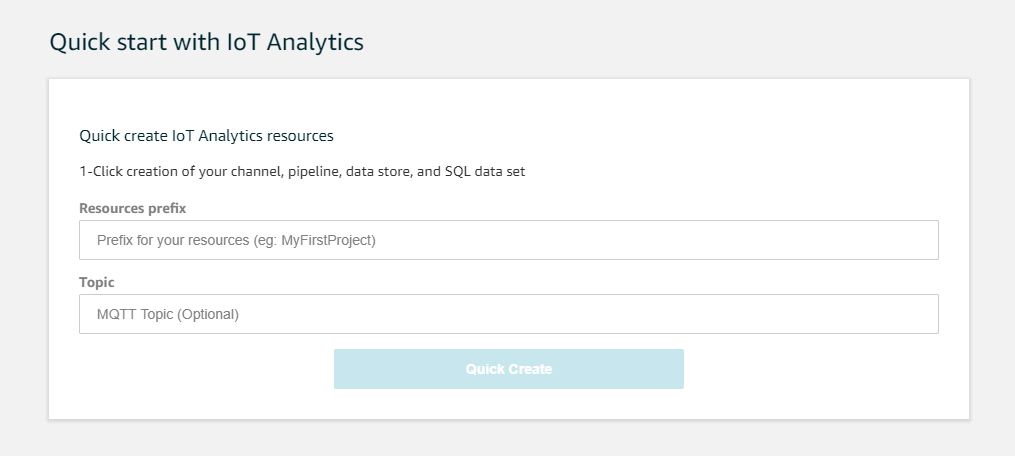 Quick start with IoT Analytics
Quick create IoT Analytics resources
1-Click creation of your channel, pipeline, data store, and SQL data set
Resources prefix
Prefix for your resources (eg: MyFirstProject)
Topic
MQTT Topic (Optional)
Quick Create